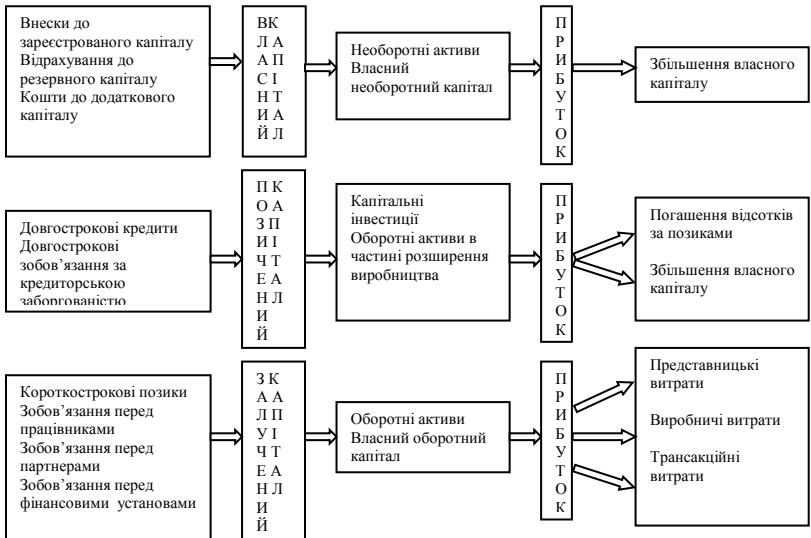 Внески до
зареєстрованого капіталу
Відрахування до
резервного капіталу
Кошти до додаткового
капіталу
ВЛАСНИЙ
КАПІТАЛ
Необоротні активи
Власний
необоротний капітал
ПРИБУТОК
Збільшення власного
капіталу
Довгострокові кредити
Довгострокові
зобов’язання за
кредиторською
заборгованістю
ПОЗИЧЕНИЙ
КАПІТАЛ
Капітальні
інвестиції
Оборотні активи в
частині розширення
виробництва
ПРИБУТОК
Погашення відсотків
за позиками
Збільшення власного
капіталу
Короткострокові позики
Зобов’язання перед
працівниками
Зобов’язання перед
партнерами
Зобов’язання перед
фінансовими установами
ЗАЛУЧЕНИЙ
КАПІТАЛ
Оборотні активи
Власний оборотний
капітал
ПРИБУТОК
Представницькі
витрати
Виробничі витрати
Трансакційні
витрати